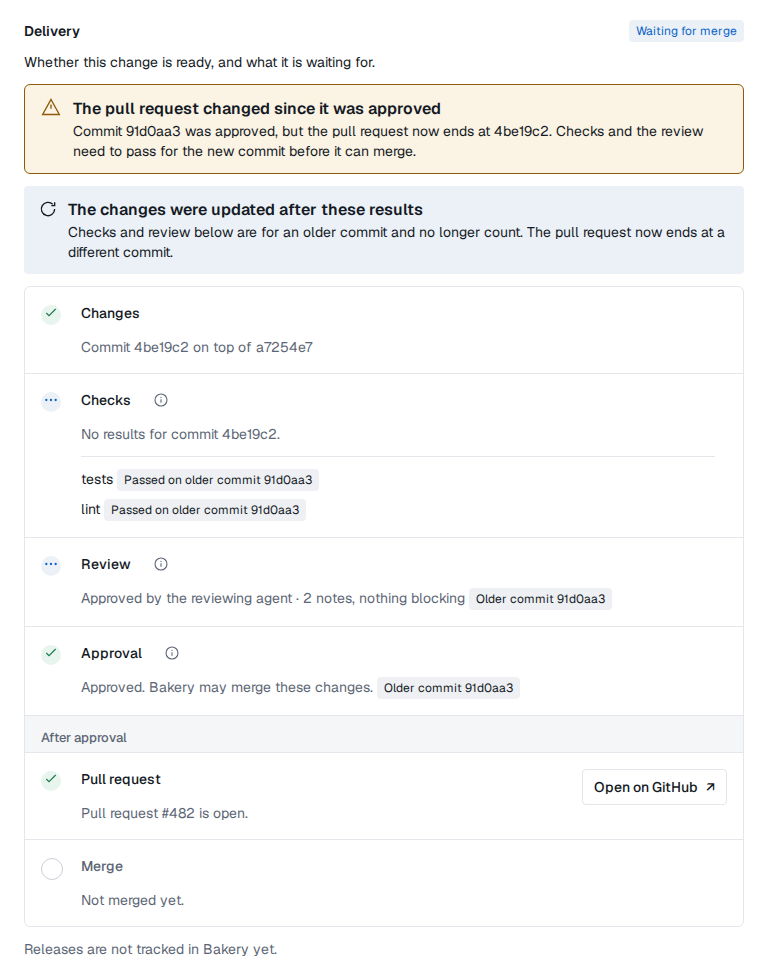 Delivery
Waiting for merge
Whether this change is ready, and what it is waiting for.
The pull request changed since it was approved
Commit 91d0aa3 was approved, but the pull request now ends at 4be19c2. Checks and the review
need to pass for the new commit before it can merge.
The changes were updated after these results
Checks and review below are for an older commit and no longer count. The pull request now ends at a
different commit.
Changes
Commit 4be19c2 on top of a7254e7
Checks
No results for commit 4be19c2.
tests Passed on older commit 91d0aa3
lint Passed on older commit 91d0aa3
Review
Approved by the reviewing agent · 2 notes, nothing blocking Older commit 91d0aa3
Approval
Approved. Bakery may merge these changes. Older commit 91d0aa3
After approval
Pull request
Open on GitHub
Pull request #482 is open.
Merge
Not merged yet.
Releases are not tracked in Bakery yet.